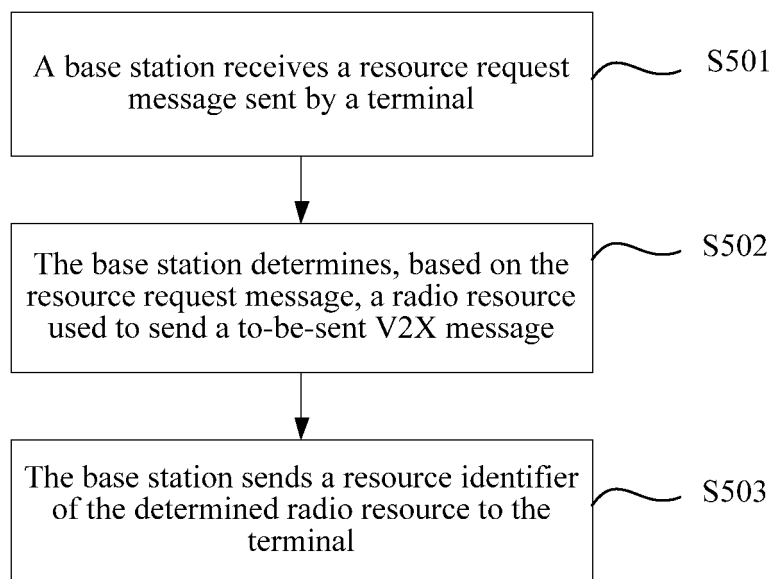 A base station receives a resource request
message sent by a terminal
S501
The base station determines, based on the
resource request message, a radio resource
used to send a to-be-sent V2X message
S502
The base station sends a resource identifier
of the determined radio resource to the
terminal
S503